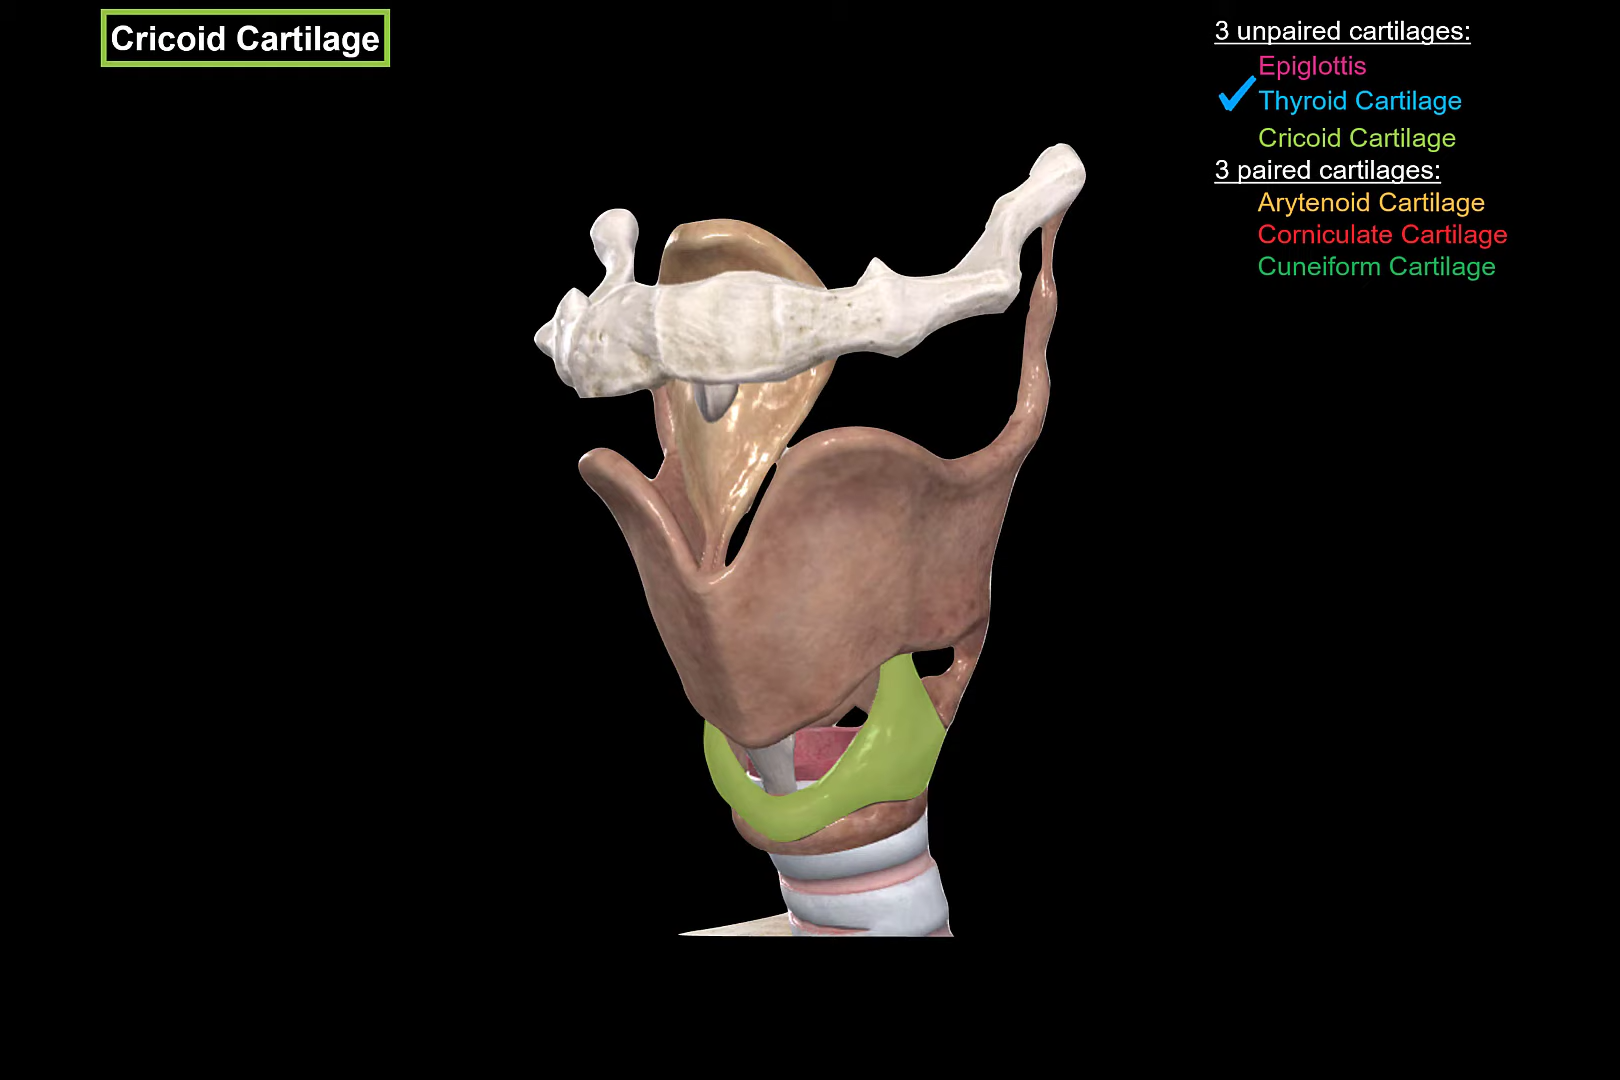 Cricoid Cartilage
3 unpaired cartilages:
Epiglottis
Thyroid Cartilage
Cricoid Cartilage
3 paired cartilages:
Arytenoid Cartilage
Corniculate Cartilage
Cuneiform Cartilage